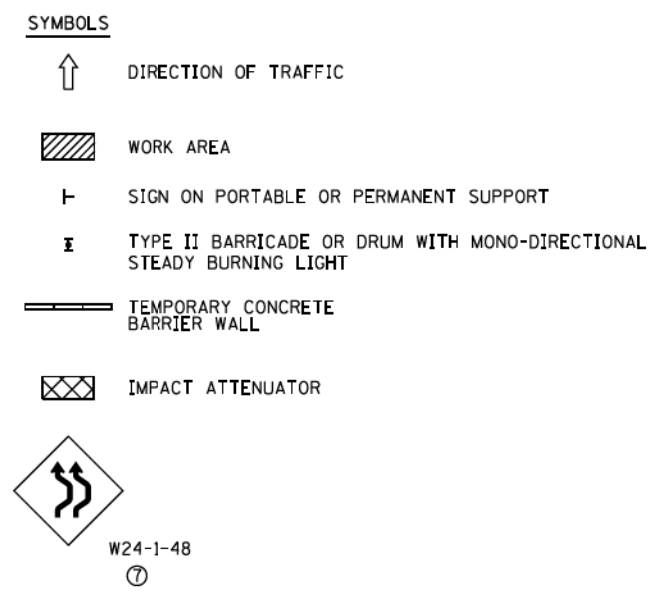 SYMBOLS
DIRECTION OF TRAFFIC
WORK AREA
SIGN ON PORTABLE OR PERMANENT SUPPORT
TYPE II BARRICADE OR DRUM WITH MONO-DIRECTIONAL
STEADY BURNING LIGHT
TEMPORARY CONCRETE
BARRIER WALL
IMPACT ATTENUATOR
W24-1-48
7